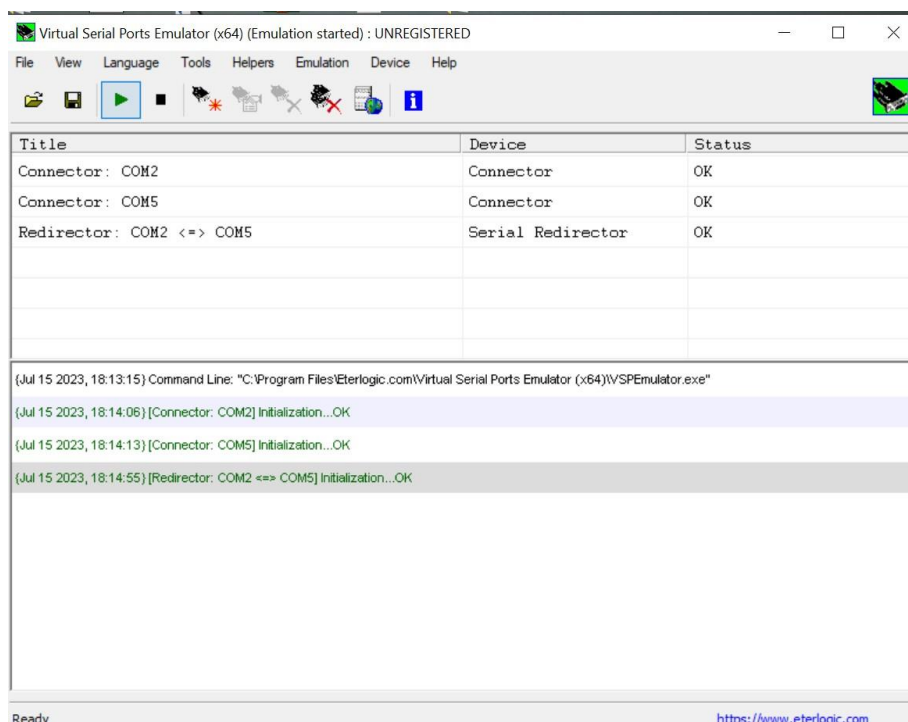 Virtual Serial Ports Emulator (x64) (Emulation started) : UNREGISTERED
File View Language Tools Helpers Emulation Device Help
Title Device Status
Connector: COM2 Connector OK
Connector: COM5 Connector OK
Redirector: COM2 <=> COM5 Serial Redirector OK
{Jul 15 2023, 18:13:15} Command Line: "C:\Program Files\Eterlogic.com\Virtual Serial Ports Emulator (x64)\VSPEmulator.exe"
{Jul 15 2023, 18:14:06} [Connector: COM2] Initialization...OK
{Jul 15 2023, 18:14:13} [Connector: COM5] Initialization...OK
{Jul 15 2023, 18:14:55} [Redirector: COM2 <=> COM5] Initialization...OK
Ready https://www.eterlogic.com